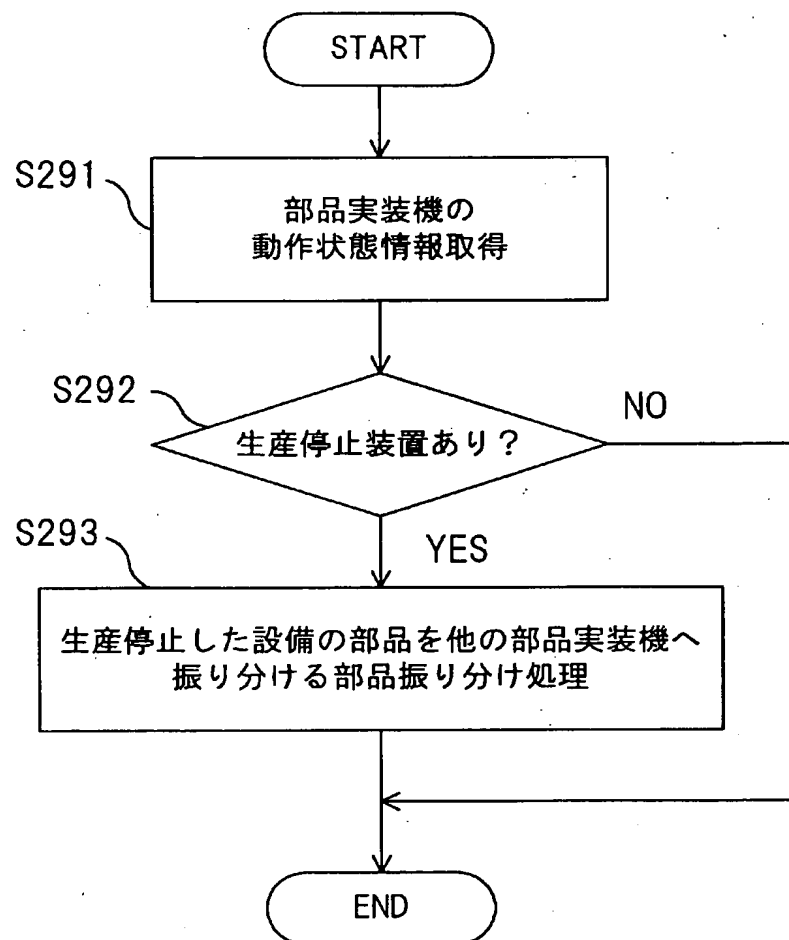 START
S291
部品実装機の
動作状態情報取得
S292
生産停止装置あり？
NO
S293
YES
生産停止した設備の部品を他の部品実装機へ
振り分ける部品振り分け処理
END